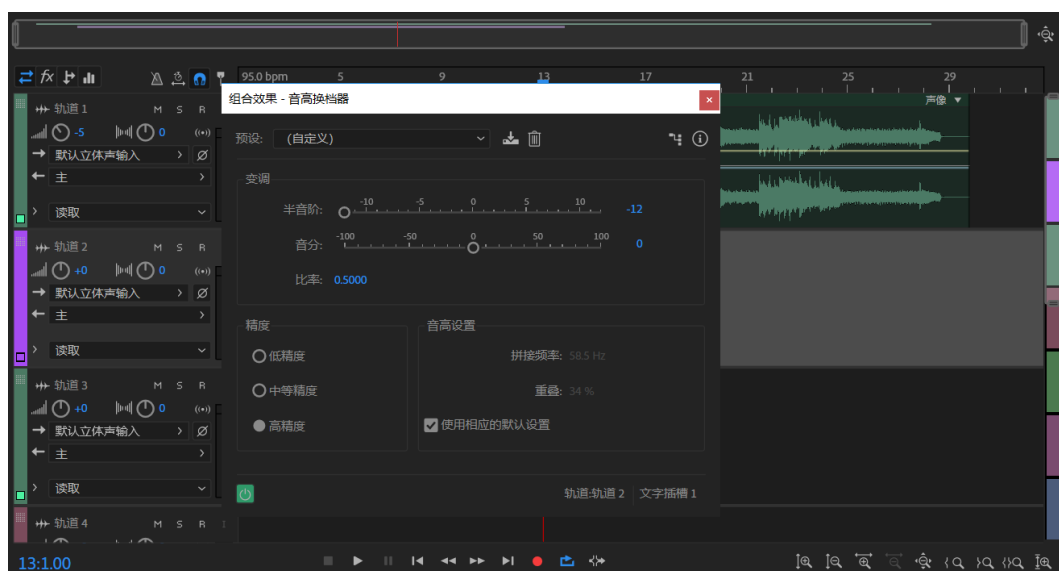 95.0 bpm 5 9 13 17 21 25 29
fx
组合效果 - 音高换档器
声像
轨道 1 M S R
-5 0
默认立体声输入
主
读取
预设: (自定义)
变调
半音阶: -10 -5 0 5 10 -12
音分: -100 -50 0 50 100 0
比率: 0.5000
轨道 2 M S R
+0 0
默认立体声输入
主
读取
精度
低精度
中等精度
高精度
音高设置
拼接频率: 58.5 Hz
重叠: 34 %
使用相应的默认设置
轨道 3 M S R
+0 0
默认立体声输入
主
读取
轨道:轨道 2 文字插槽 1
轨道 4 M S R
13:1.00